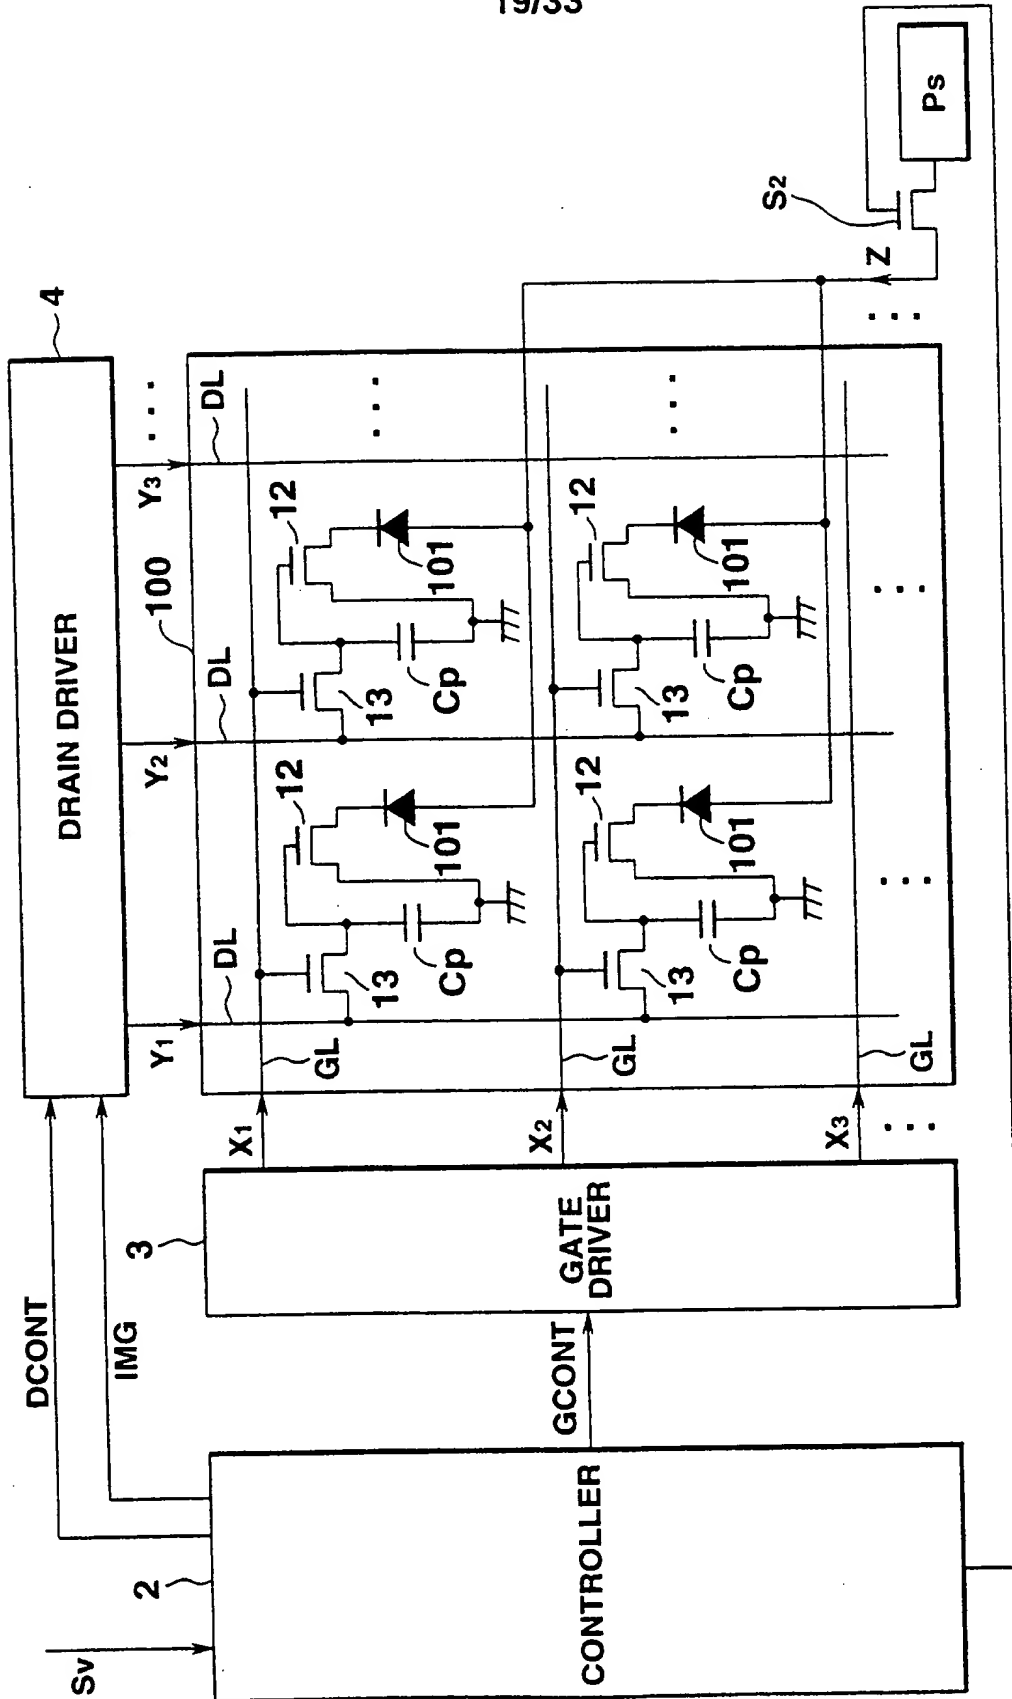 19/33
Sv
2
CONTROLLER
DCONT
IMG
GCONT
3
GATE
DRIVER
4
DRAIN DRIVER
X1
X2
X3
Y1
Y2
Y3
100
DL
DL
DL
GL
GL
GL
12
13
101
Cp
12
13
101
Cp
12
13
101
Cp
12
13
101
Cp
Z
S2
Ps